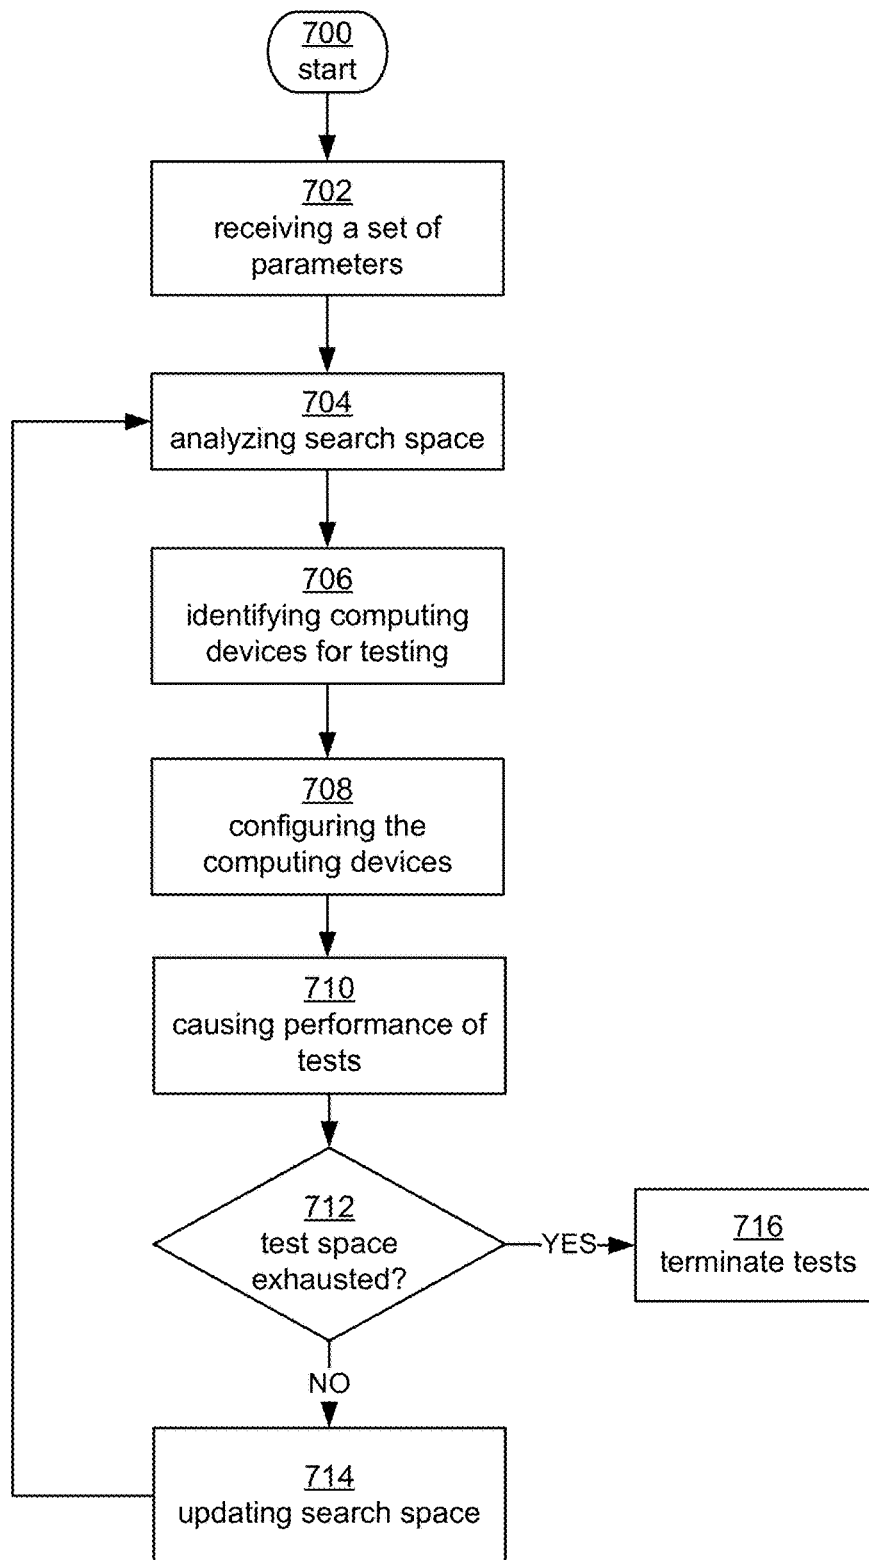 700
start
702
receiving a set of
parameters
704
analyzing search space
706
identifying computing
devices for testing
708
configuring the
computing devices
710
causing performance of
tests
712
test space
exhausted?
YES
716
terminate tests
NO
714
updating search space